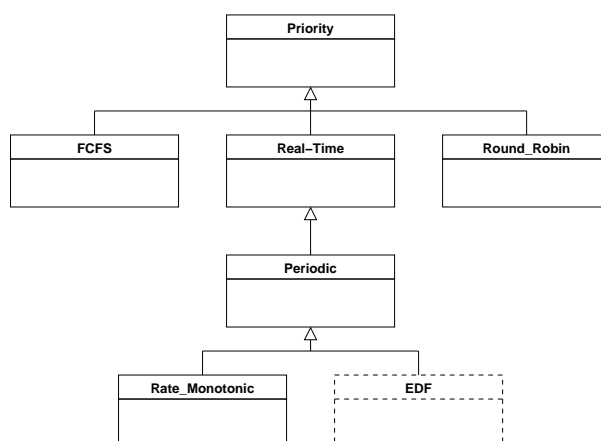 Priority
FCFS
Real-Time
Round_Robin
Periodic
Rate_Monotonic
EDF